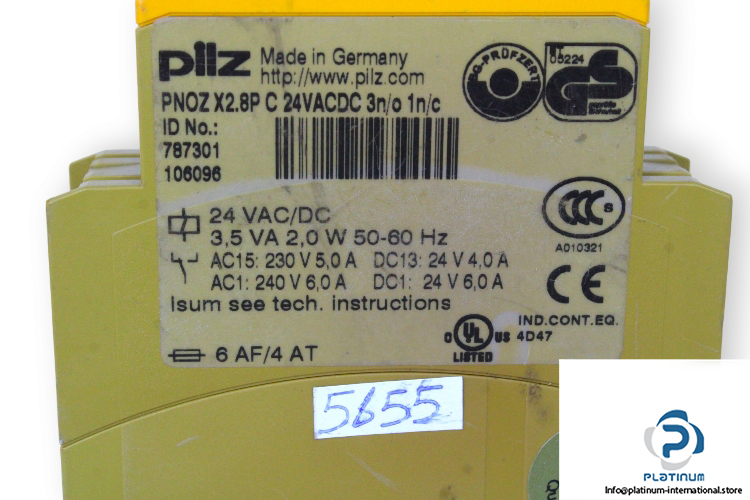 pilz
Made in Germany
http://www.pilz.com
PNOZ X2.8P C 24VACDC 3n/o 1n/c
ID No.:
787301
106096
BG-PRÜFZERT
05224
GS
24 VAC/DC
3,5 VA 2,0 W 50-60 Hz
AC15: 230 V 5,0 A DC13: 24 V 4,0 A
AC1: 240 V 6,0 A DC1: 24 V 6,0 A
Isum see tech. instructions
6 AF/4 AT
CCC S
A010321
CE
C UL US
LISTED
IND.CONT.EQ.
4D47
5655
PLATINUM
Info@platinum-international.store